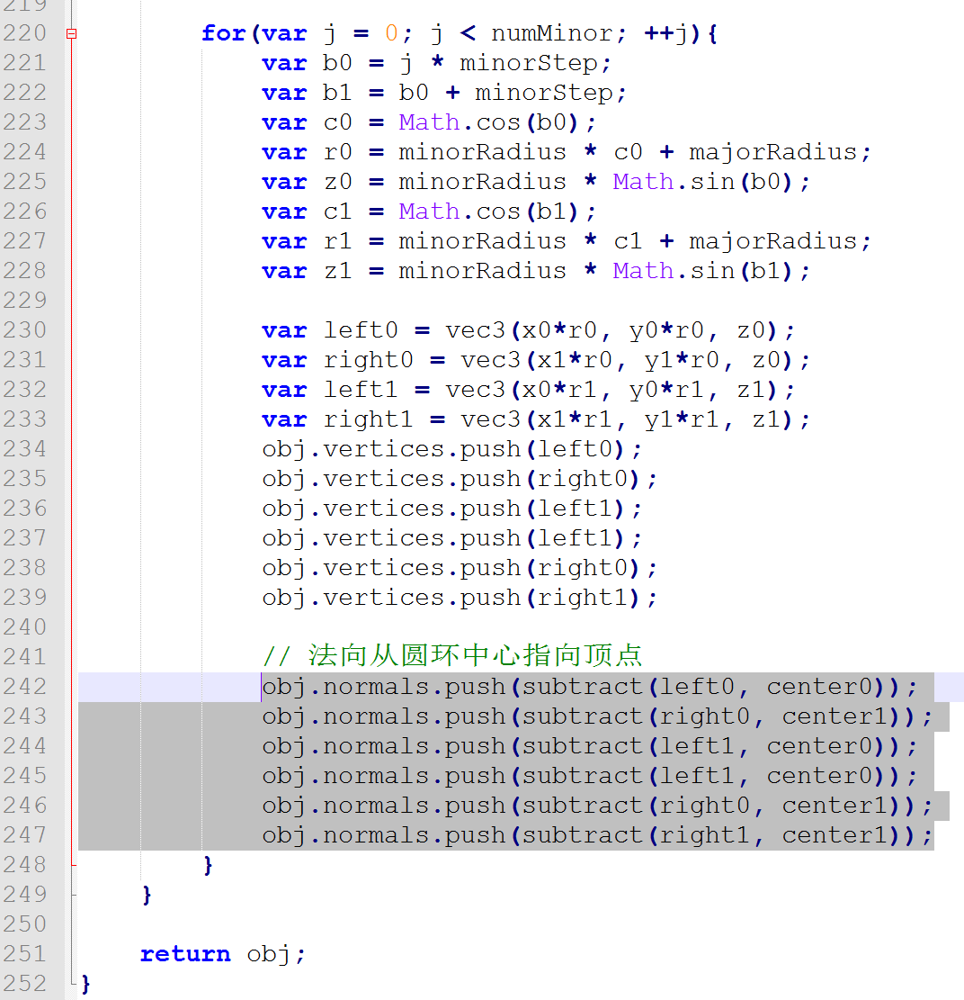 219
220 for(var j = 0; j < numMinor; ++j){
221 var b0 = j * minorStep;
222 var b1 = b0 + minorStep;
223 var c0 = Math.cos(b0);
224 var r0 = minorRadius * c0 + majorRadius;
225 var z0 = minorRadius * Math.sin(b0);
226 var c1 = Math.cos(b1);
227 var r1 = minorRadius * c1 + majorRadius;
228 var z1 = minorRadius * Math.sin(b1);
229
230 var left0 = vec3(x0*r0, y0*r0, z0);
231 var right0 = vec3(x1*r0, y1*r0, z0);
232 var left1 = vec3(x0*r1, y0*r1, z1);
233 var right1 = vec3(x1*r1, y1*r1, z1);
234 obj.vertices.push(left0);
235 obj.vertices.push(right0);
236 obj.vertices.push(left1);
237 obj.vertices.push(left1);
238 obj.vertices.push(right0);
239 obj.vertices.push(right1);
240
241 // 法向从圆环中心指向顶点
242 obj.normals.push(subtract(left0, center0));
243 obj.normals.push(subtract(right0, center1));
244 obj.normals.push(subtract(left1, center0));
245 obj.normals.push(subtract(left1, center0));
246 obj.normals.push(subtract(right0, center1));
247 obj.normals.push(subtract(right1, center1));
248 }
249 }
250
251 return obj;
252 }